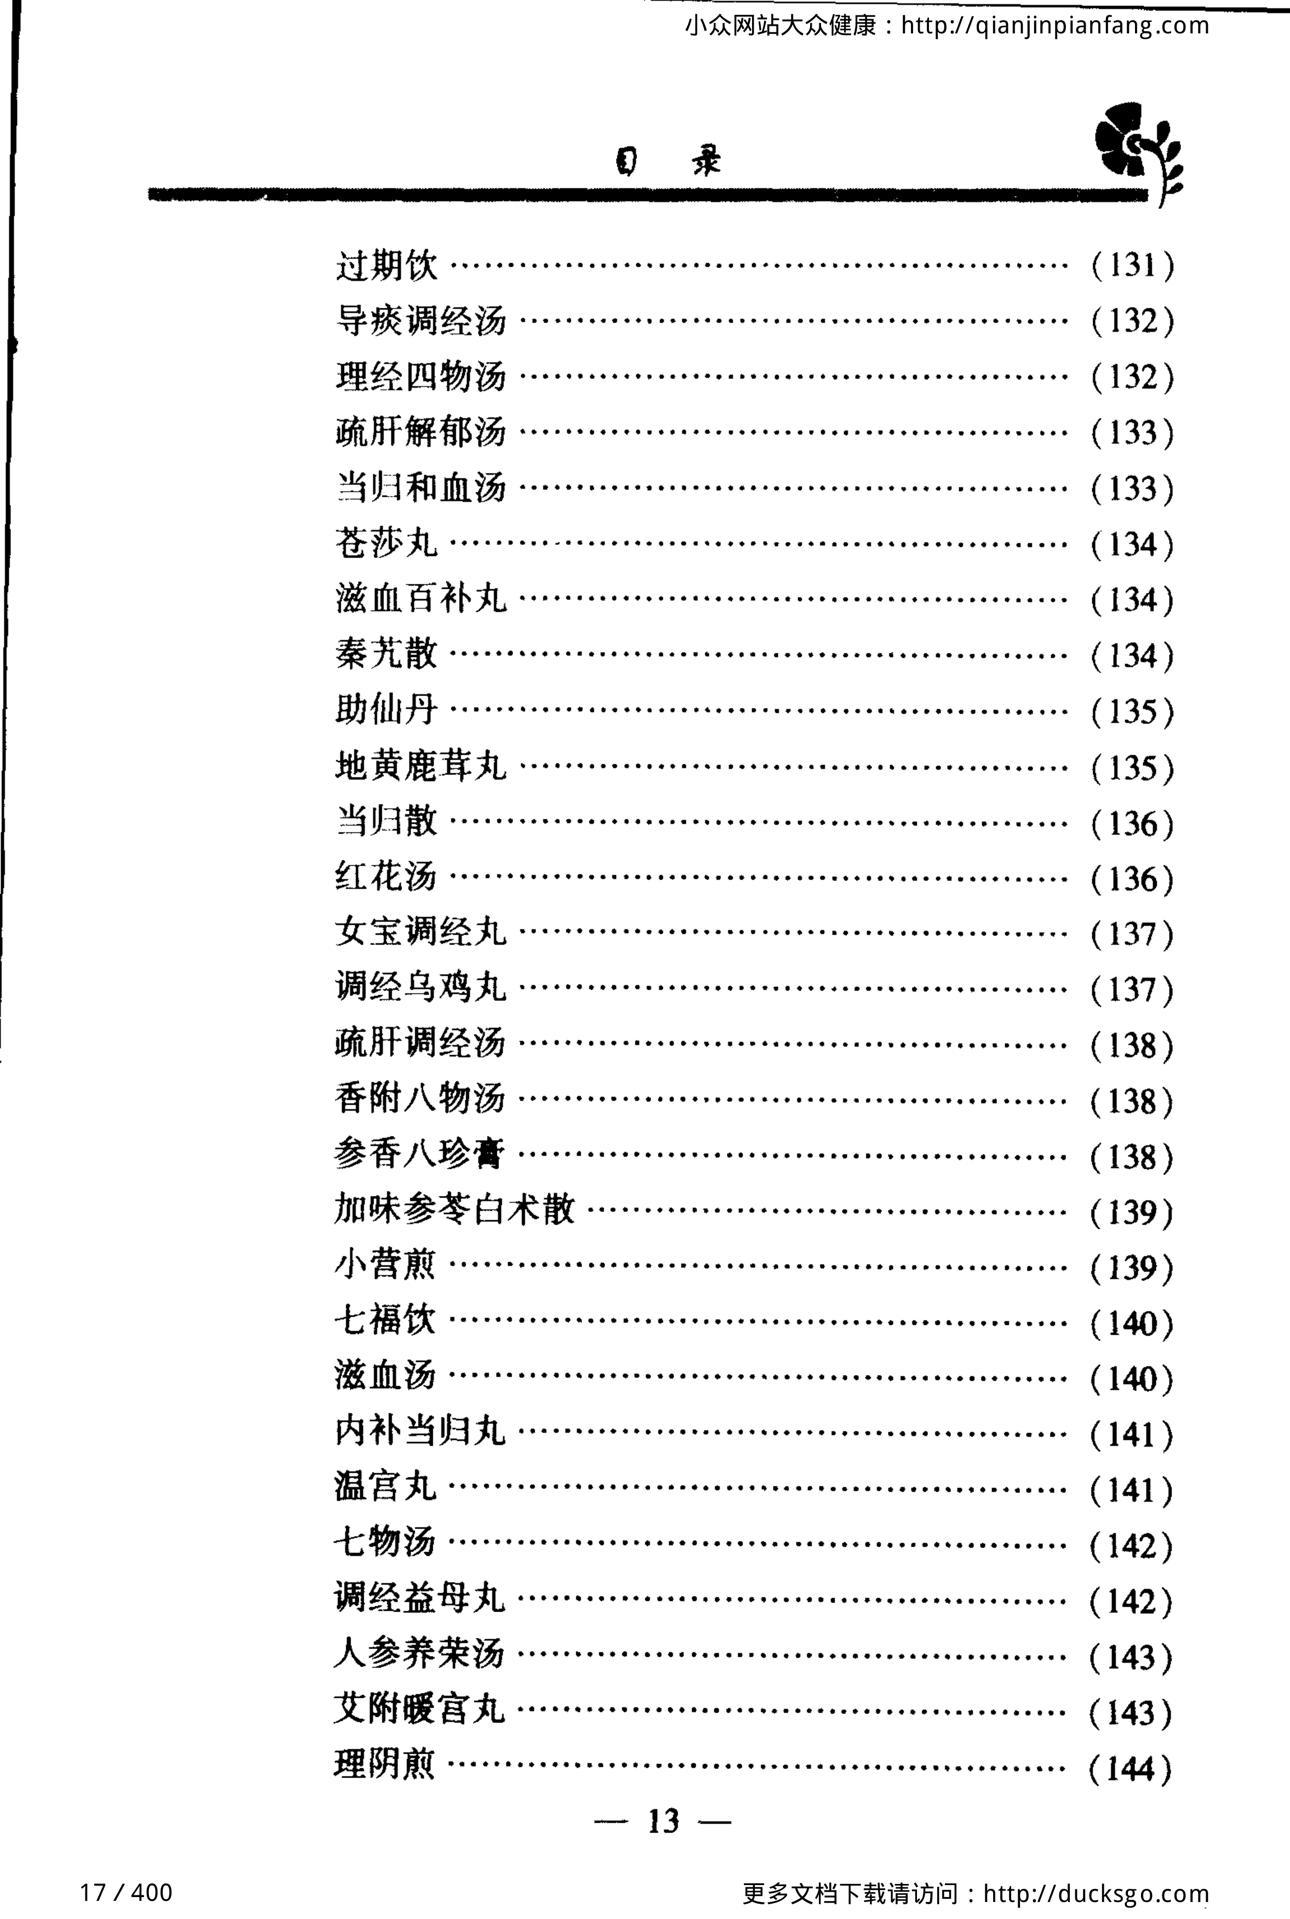 小众网站大众健康：http://qianjinpianfang.com
目 录
过期饮 …………………………………………… (131)
导痰调经汤 ……………………………………… (132)
理经四物汤 ……………………………………… (132)
疏肝解郁汤 ……………………………………… (133)
当归和血汤 ……………………………………… (133)
苍莎丸 …………………………………………… (134)
滋血百补丸 ……………………………………… (134)
秦艽散 …………………………………………… (134)
助仙丹 …………………………………………… (135)
地黄鹿茸丸 ……………………………………… (135)
当归散 …………………………………………… (136)
红花汤 …………………………………………… (136)
女宝调经丸 ……………………………………… (137)
调经乌鸡丸 ……………………………………… (137)
疏肝调经汤 ……………………………………… (138)
香附八物汤 ……………………………………… (138)
参香八珍膏 ……………………………………… (138)
加味参苓白术散 ………………………………… (139)
小营煎 …………………………………………… (139)
七福饮 …………………………………………… (140)
滋血汤 …………………………………………… (140)
内补当归丸 ……………………………………… (141)
温宫丸 …………………………………………… (141)
七物汤 …………………………………………… (142)
调经益母丸 ……………………………………… (142)
人参养荣汤 ……………………………………… (143)
艾附暖宫丸 ……………………………………… (143)
理阴煎 …………………………………………… (144)
— 13 —
17 / 400
更多文档下载请访问：http://ducksgo.com